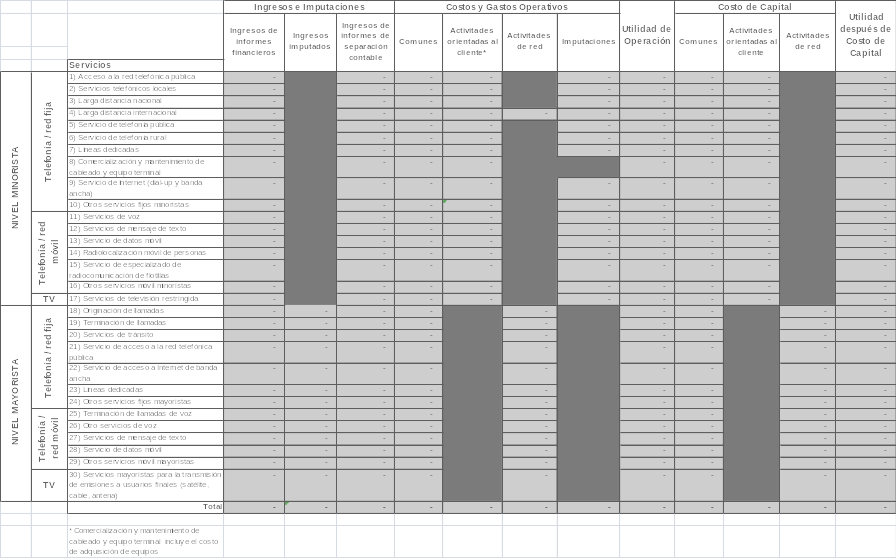 Ingresos e Imputaciones
Costos y Gastos Operativos
Costo de Capital
Servicios
Ingresos de informes financieros
Ingresos imputados
Ingresos de informes de separación contable
Comunes
Actividades orientadas al cliente*
Actividades de red
Imputaciones
Utilidad de Operación
Comunes
Actividades orientadas al cliente
Actividades de red
Utilidad después de Costo de Capital
NIVEL MINORISTA
Telefonía / red fija
1) Acceso a la red telefónica pública
2) Servicios telefónicos locales
3) Larga distancia nacional
4) Larga distancia internacional
5) Servicio de telefonía pública
6) Servicio de telefonía rural
7) Líneas dedicadas
8) Comercialización y mantenimiento de
cableado y equipo terminal
9) Servicio de Internet (dial-up y banda
ancha)
10) Otros servicios fijos minoristas
Telefonía / red
móvil
11) Servicios de voz
12) Servicios de mensaje de texto
13) Servicio de datos móvil
14) Radiolocalización móvil de personas
15) Servicio de especializado de
radiocomunicación de flotillas
16) Otros servicios móvil minoristas
TV
17) Servicios de televisión restringida
NIVEL MAYORISTA
Telefonía / red fija
18) Originación de llamadas
19) Terminación de llamadas
20) Servicios de tránsito
21) Servicio de acceso a la red telefónica
pública
22) Servicio de acceso a Internet de banda
ancha
23) Líneas dedicadas
24) Otros servicios fijos mayoristas
Telefonía /
red móvil
25) Terminación de llamadas de voz
26) Otro servicios de voz
27) Servicios de mensaje de texto
28) Servicio de datos móvil
29) Otros servicios móvil mayoristas
TV
30) Servicios mayoristas para la transmisión
de emisiones a usuarios finales (satélite,
cable, antena)
Total
* Comercialización y mantenimiento de
cableado y equipo terminal incluye el costo
de adquisición de equipos